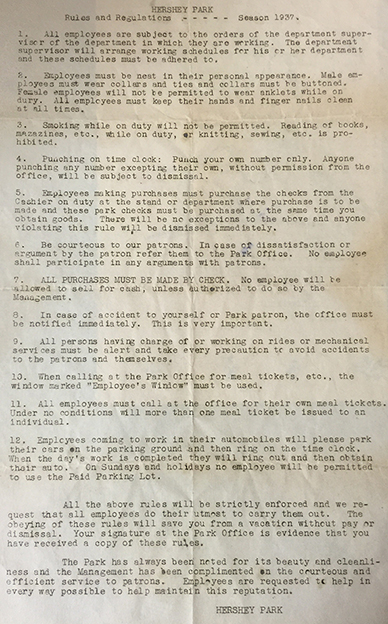 HERSHEY PARK
Rules and Regulations - - - - - Season 1937.
1. All employees are subject to the orders of the department super-
visor of the department in which they are working. The department
supervisor will arrange working schedules for his or her department
and these schedules must be adhered to.
2. Employees must be neat in their personal appearance. Male em-
ployees must wear collars and ties and collars must be buttoned.
Female employees will not be permitted to wear anklets while on
duty. All employees must keep their hands and finger nails clean
at all times.
3. Smoking while on duty will not be permitted. Reading of books,
magazines, etc., while on duty, or knitting, sewing, etc. is pro-
hibited.
4. Punching on time clock: Punch your own number only. Anyone
punching any number excepting their own, without permission from the
office, will be subject to dismissal.
5. Employees making purchases must purchase the checks from the
Cashier on duty at the stand or department where purchase is to be
made and these park checks must be purchased at the same time you
obtain goods. There will be no exceptions to the above and anyone
violating this rule will be dismissed immediately.
6. Be courteous to our patrons. In case of dissatisfaction or
argument by the patron refer them to the Park Office. No employee
shall participate in any arguments with patrons.
7. ALL PURCHASES MUST BE MADE BY CHECK. No employee will be
allowed to sell for cash, unless authorized to do so by the
Management.
8. In case of accident to yourself or Park patron, the office must
be notified immediately. This is very important.
9. All persons having charge of or working on rides or mechanical
services must be alert and take every precaution to avoid accidents
to the patrons and themselves.
10. When calling at the Park Office for meal tickets, etc., the
window marked "Employee's Window" must be used.
11. All employees must call at the office for their own meal tickets.
Under no conditions will more than one meal ticket be issued to an
individual.
12. Employees coming to work in their automobiles will please park
their cars on the parking ground and then ring on the time clock.
When the day's work is completed they will ring out and then obtain
thair auto. On Sundays and holidays no employee will be permitted
to use the Paid Parking Lot.
All the above rules will be strictly enforced and we re-
quest that all employees do their utmost to carry them out. The
obeying of these rules will save you from a vacation without pay or
dismissal. Your signature at the Park Office is evidence that you
have received a copy of these rules.
The Park has always been noted for its beauty and cleanli-
ness and the Management has been complimented on the courteous and
efficient service to patrons. Employees are requested to help in
every way possible to help maintain this reputation.
HERSHEY PARK